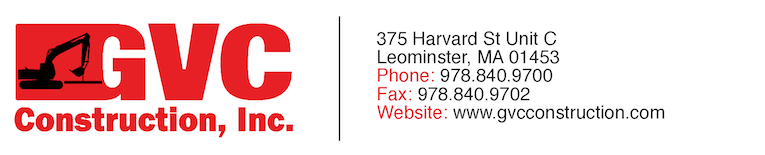 GVC
Construction, Inc.
375 Harvard St Unit C
Leominster, MA 01453
Phone: 978.840.9700
Fax: 978.840.9702
Website: www.gvcconstruction.com